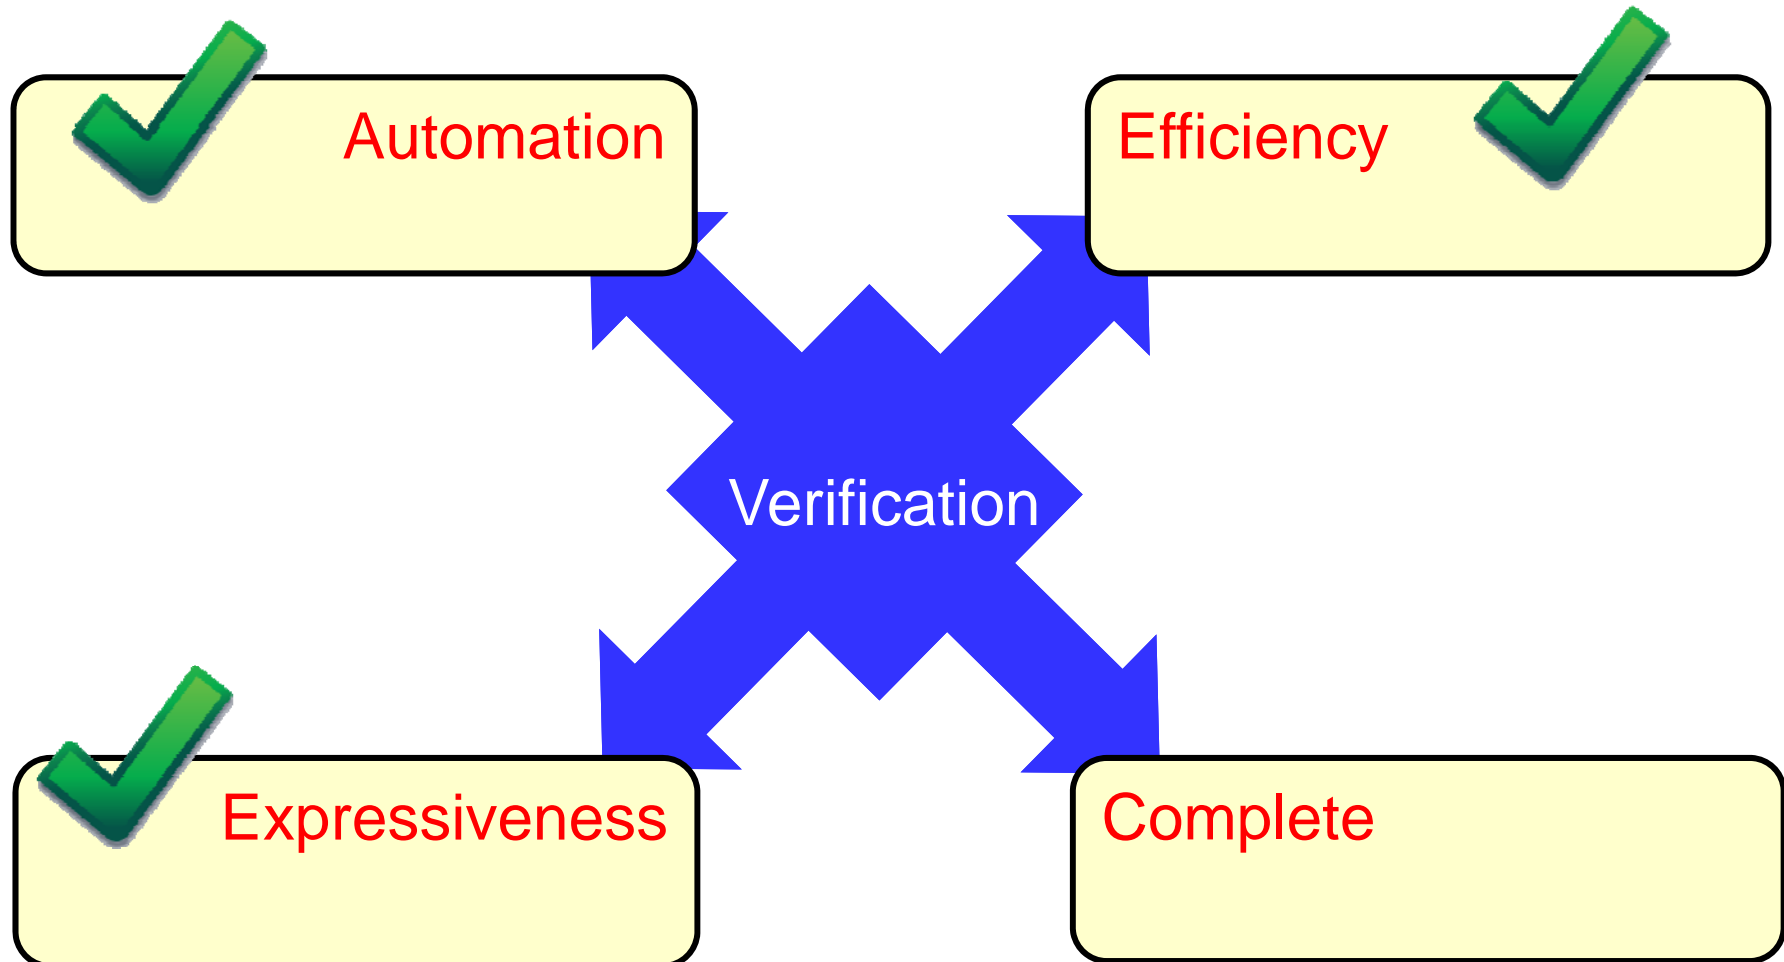 Automation
Efficiency
Verification
Expressiveness
Complete